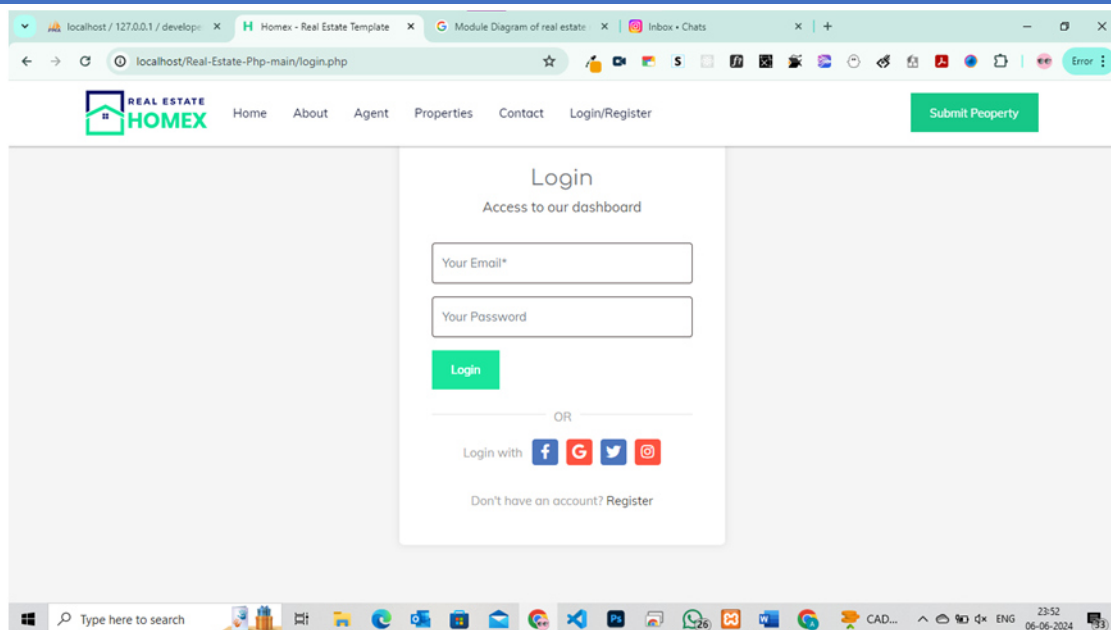 localhost / 127.0.0.1 / develope
Homex - Real Estate Template
Module Diagram of real estate
Inbox • Chats
localhost/Real-Estate-Php-main/login.php
Error
REAL ESTATE
HOMEX
Home
About
Agent
Properties
Contact
Login/Register
Submit Peoperty
Login
Access to our dashboard
Your Email*
Your Password
Login
OR
Login with
Don't have an account? Register
Type here to search
26
CAD...
ENG
23:52
06-06-2024
33